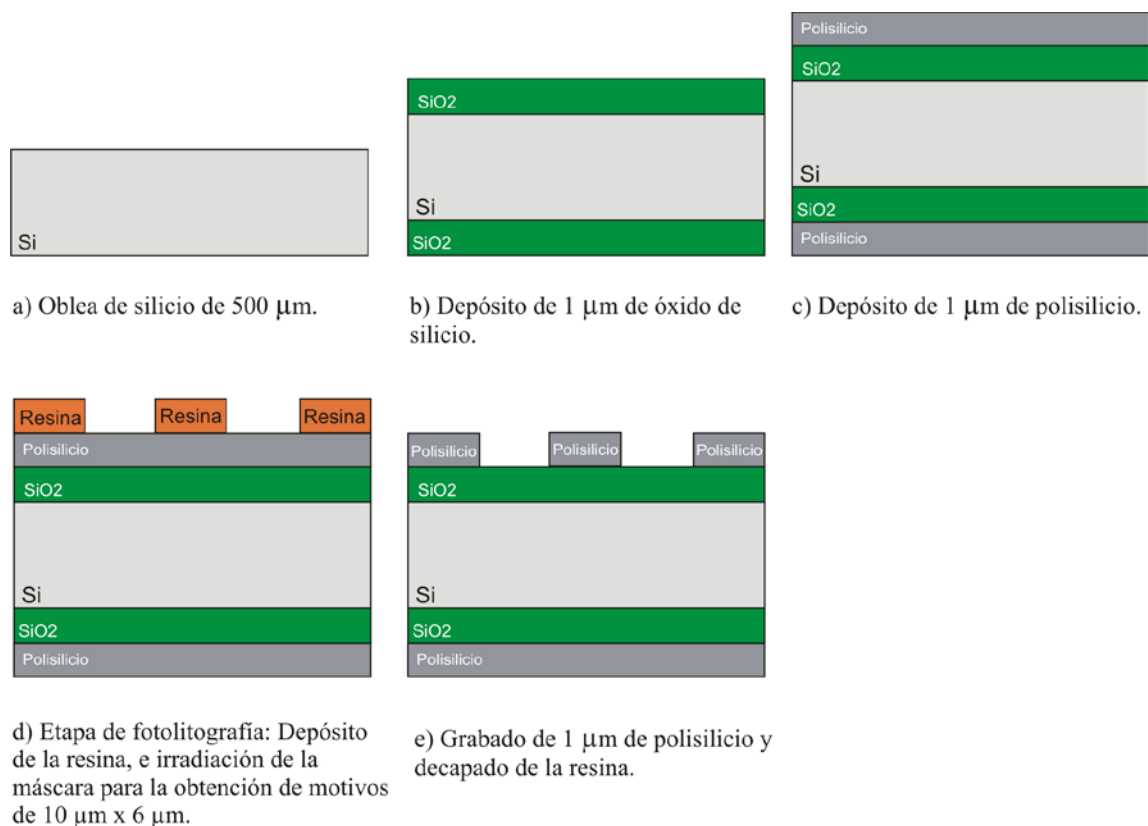 Si
a) Oblea de silicio de 500 μm.
SiO2
Si
SiO2
b) Depósito de 1 μm de óxido de
silicio.
Polisilicio
SiO2
Si
SiO2
Polisilicio
c) Depósito de 1 μm de polisilicio.
Resina Resina Resina
Polisilicio
SiO2
Si
SiO2
Polisilicio
d) Etapa de fotolitografía: Depósito
de la resina, e irradiación de la
máscara para la obtención de motivos
de 10 μm x 6 μm.
Polisilicio Polisilicio Polisilicio
SiO2
Si
SiO2
Polisilicio
e) Grabado de 1 μm de polisilicio y
decapado de la resina.